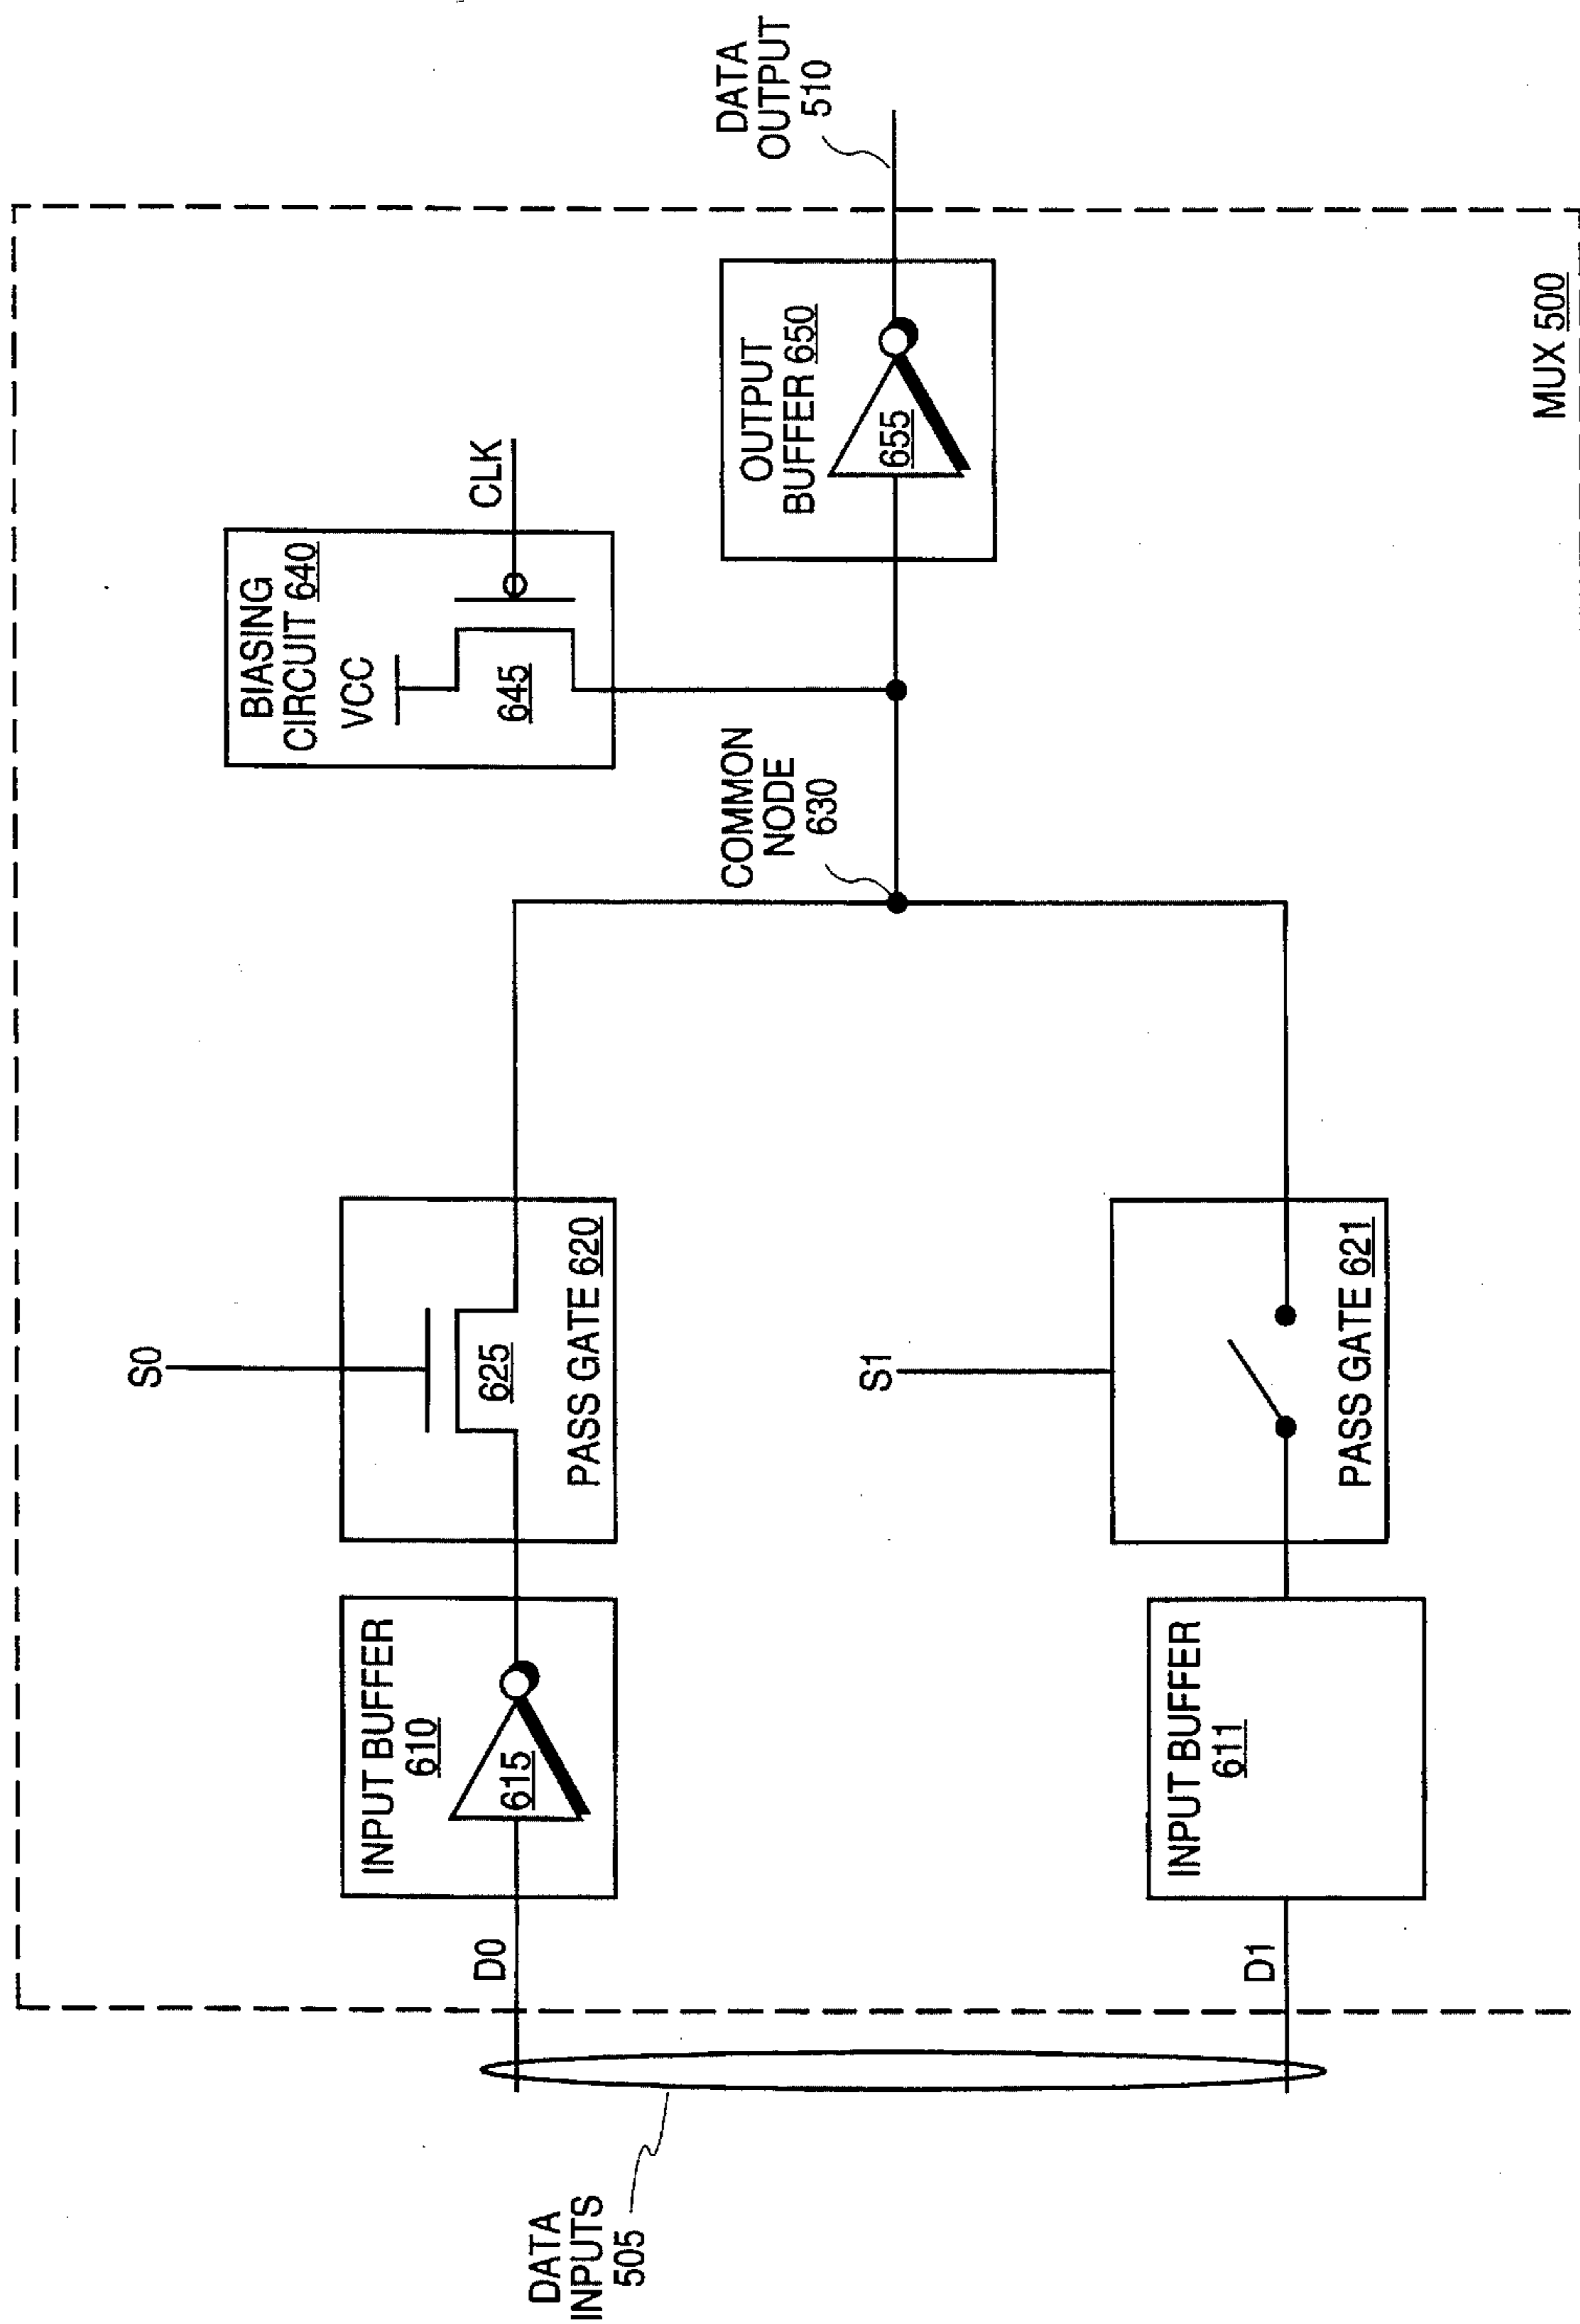 DATA
INPUTS
505
D0
D1
INPUT BUFFER
610
615
INPUT BUFFER
611
S0
625
PASS GATE 620
S1
PASS GATE 621
COMMON
NODE
630
BIASING
CIRCUIT 640
VCC
645
CLK
OUTPUT
BUFFER 650
655
DATA
OUTPUT
510
MUX 500